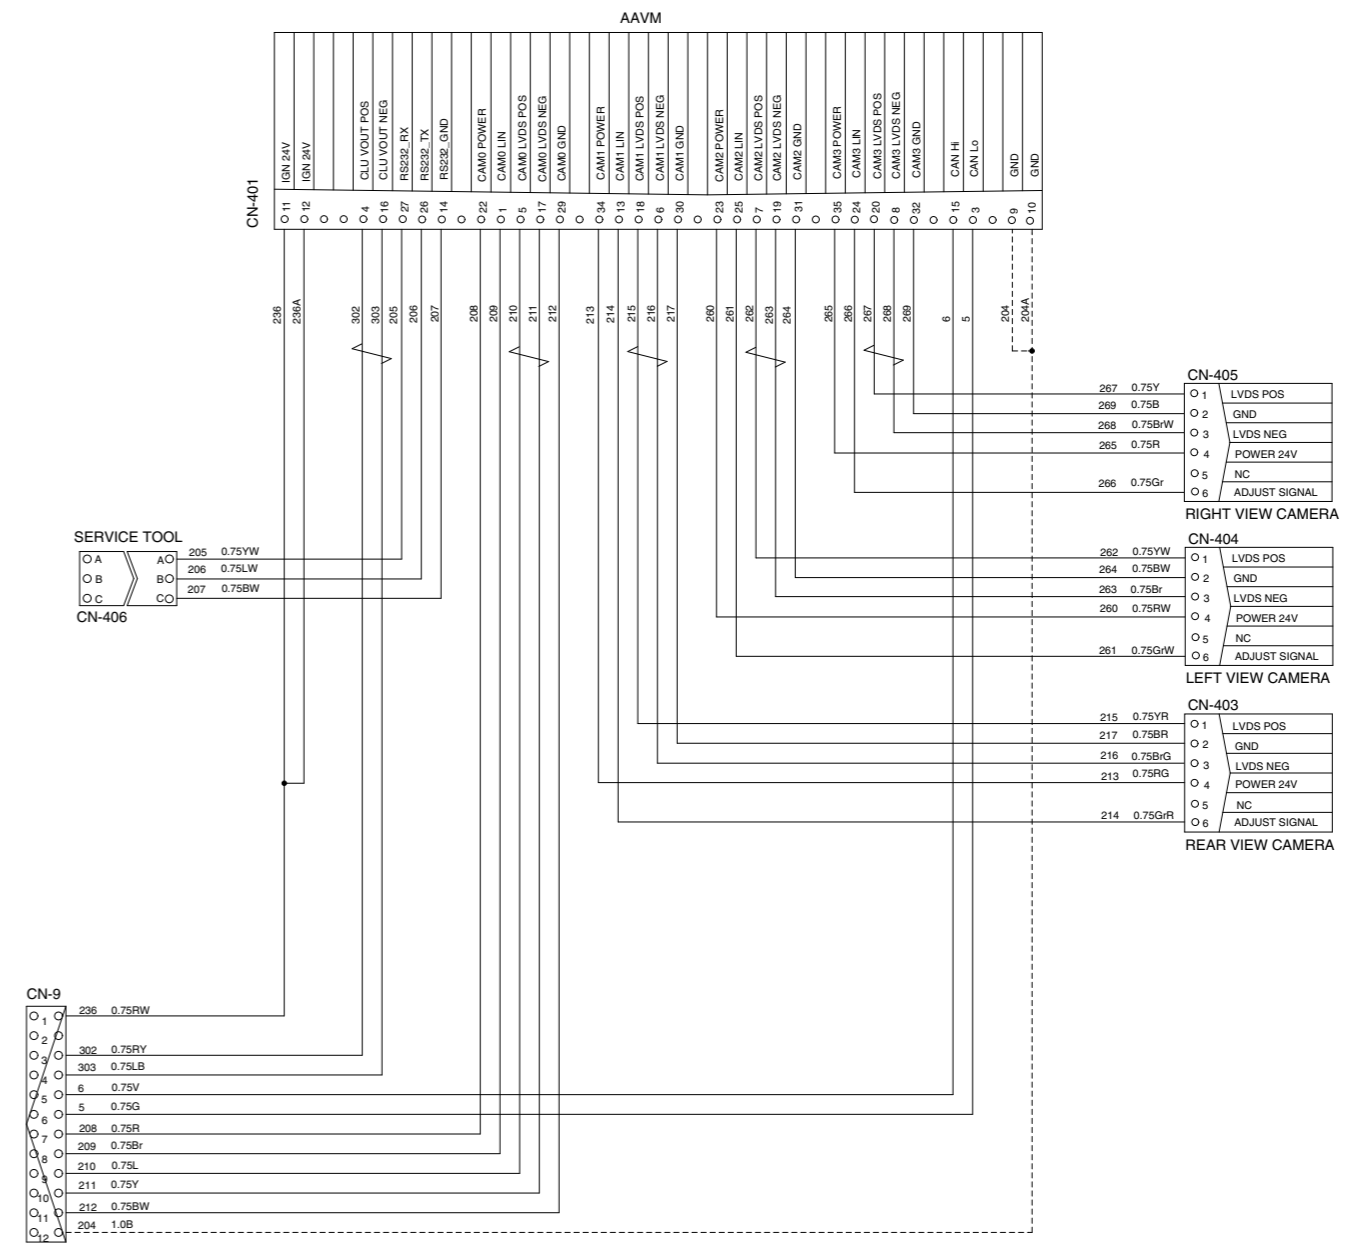 AAVM
CN-401
IGN 24V
IGN 24V
CLU VOUT POS
CLU VOUT NEG
RS232_RX
RS232_TX
RS232_GND
CAM0 POWER
CAM0 LIN
CAM0 LVDS POS
CAM0 LVDS NEG
CAM0 GND
CAM1 POWER
CAM1 LIN
CAM1 LVDS POS
CAM1 LVDS NEG
CAM1 GND
CAM2 POWER
CAM2 LIN
CAM2 LVDS POS
CAM2 LVDS NEG
CAM2 GND
CAM3 POWER
CAM3 LIN
CAM3 LVDS POS
CAM3 LVDS NEG
CAM3 GND
CAN Hi
CAN Lo
GND
GND
11
12
4
16
27
26
14
22
1
5
17
29
34
13
18
6
30
23
25
7
19
31
35
24
20
8
32
15
3
9
10
236
236A
302
303
205
206
207
208
209
210
211
212
213
214
215
216
217
260
261
262
263
264
265
266
267
268
269
6
5
204
204A
CN-405
267 0.75Y 1 LVDS POS
269 0.75B 2 GND
268 0.75BrW 3 LVDS NEG
265 0.75R 4 POWER 24V
5 NC
266 0.75Gr 6 ADJUST SIGNAL
RIGHT VIEW CAMERA
SERVICE TOOL
A A 205 0.75YW
B B 206 0.75LW
C C 207 0.75BW
CN-406
CN-404
262 0.75YW 1 LVDS POS
264 0.75BW 2 GND
263 0.75Br 3 LVDS NEG
260 0.75RW 4 POWER 24V
5 NC
261 0.75GrW 6 ADJUST SIGNAL
LEFT VIEW CAMERA
CN-403
215 0.75YR 1 LVDS POS
217 0.75BR 2 GND
216 0.75BrG 3 LVDS NEG
213 0.75RG 4 POWER 24V
5 NC
214 0.75GrR 6 ADJUST SIGNAL
REAR VIEW CAMERA
CN-9
1 236 0.75RW
2
3 302 0.75RY
4 303 0.75LB
5 6 0.75V
6 5 0.75G
7 208 0.75R
8 209 0.75Br
9 210 0.75L
10 211 0.75Y
11 212 0.75BW
12 204 1.0B